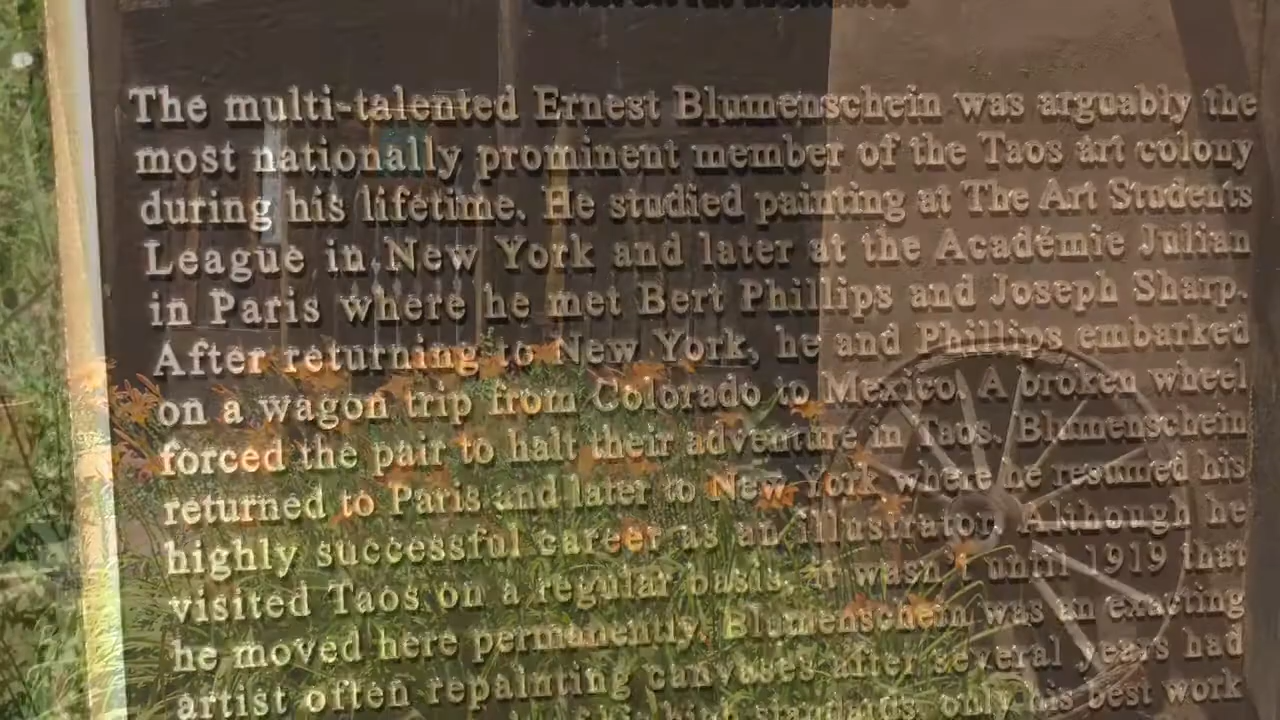 The multi-talented Ernest Blumenschein was arguably the
most nationally prominent member of the Taos art colony
during his lifetime. He studied painting at The Art Students
League in New York and later at the Académie Julian
in Paris where he met Bert Phillips and Joseph Sharp.
After returning to New York, he and Phillips embarked
on a wagon trip from Colorado to Mexico. A broken wheel
forced the pair to halt their adventure in Taos. Blumenschein
returned to Paris and later to New York where he resumed his
highly successful career as an illustrator. Although he
visited Taos on a regular basis, it wasn't until 1919 that
he moved here permanently. Blumenschein was an exacting
artist often repainting canvases after several years had
high standards, only his best work